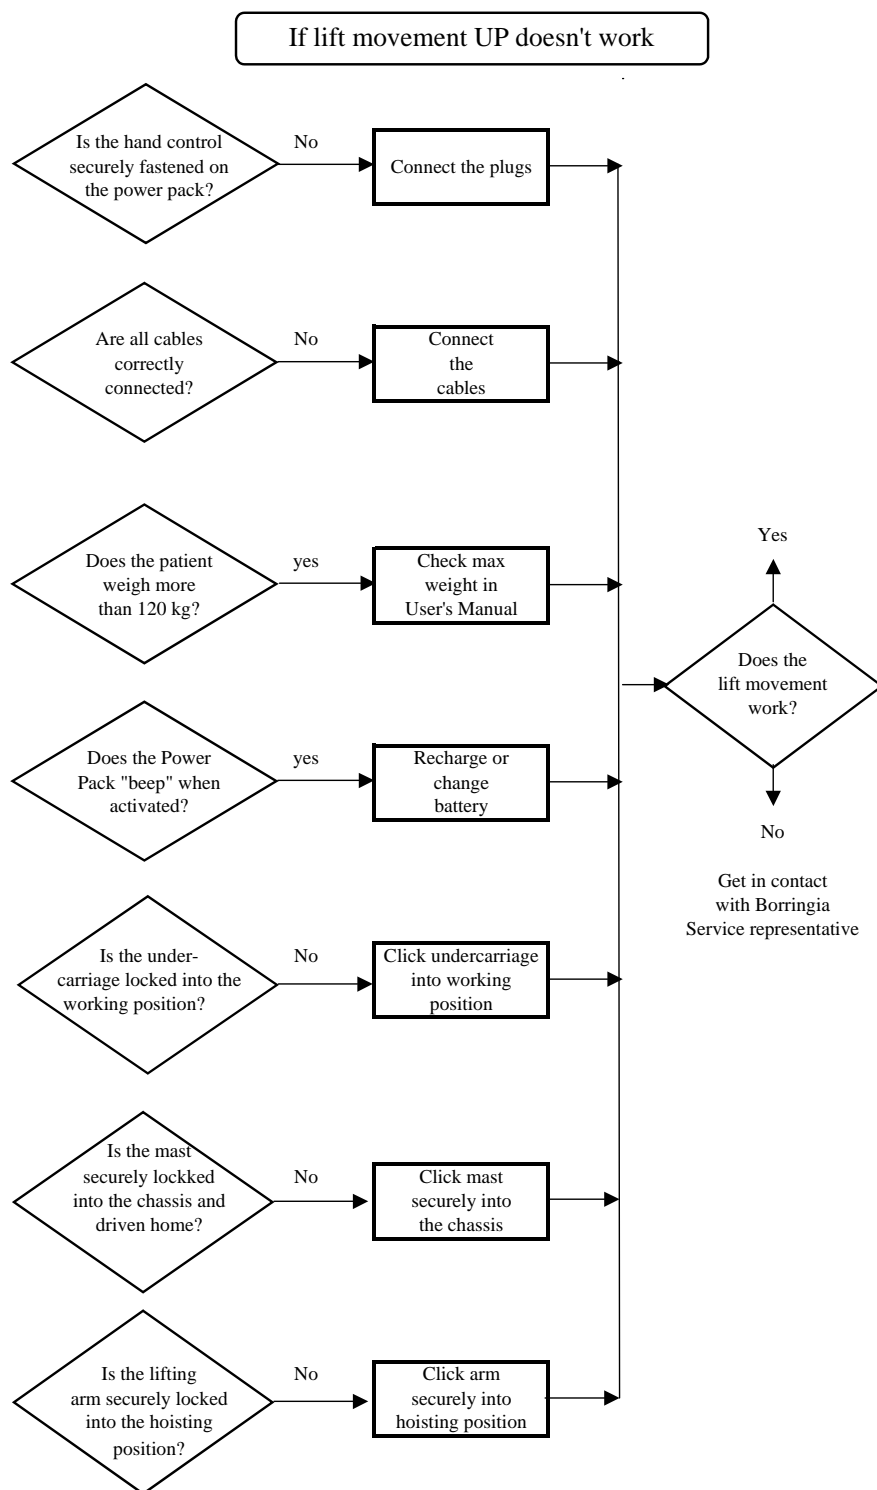 If lift movement UP doesn't work
Is the hand control
securely fastened on
the power pack?
No
Connect the plugs
Are all cables
correctly
connected?
No
Connect
the
cables
Does the patient
weigh more
than 120 kg?
yes
Check max
weight in
User's Manual
Does the Power
Pack "beep" when
activated?
yes
Recharge or
change
battery
Is the under-
carriage locked into the
working position?
No
Click undercarriage
into working
position
Is the mast
securely lockked
into the chassis and
driven home?
No
Click mast
securely into
the chassis
Is the lifting
arm securely locked
into the hoisting
position?
No
Click arm
securely into
hoisting position
Yes
Does the
lift movement
work?
No
Get in contact
with Borringia
Service representative